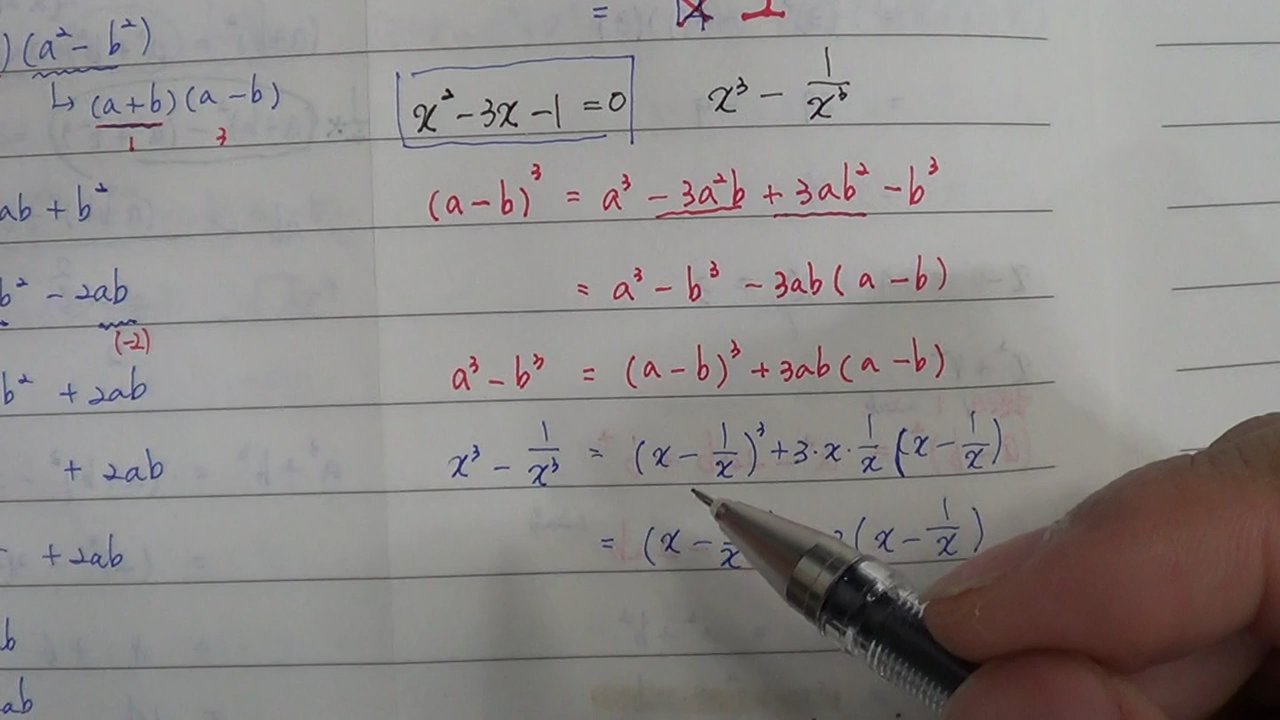 ) (a² - b²)
↳ (a+b)(a-b)
1 3
ab + b²
b² - 2ab
(-2)
b² + 2ab
+ 2ab
+ 2ab
b
ab
=
x² - 3x - 1 = 0 x³ - 1/x³
(a-b)³ = a³ - 3a²b + 3ab² - b³
= a³ - b³ - 3ab(a-b)
a³ - b³ = (a-b)³ + 3ab(a-b)
x³ - 1/x³ = (x - 1/x)³ + 3·x·1/x(x - 1/x)
= (x - (x - 1/x)